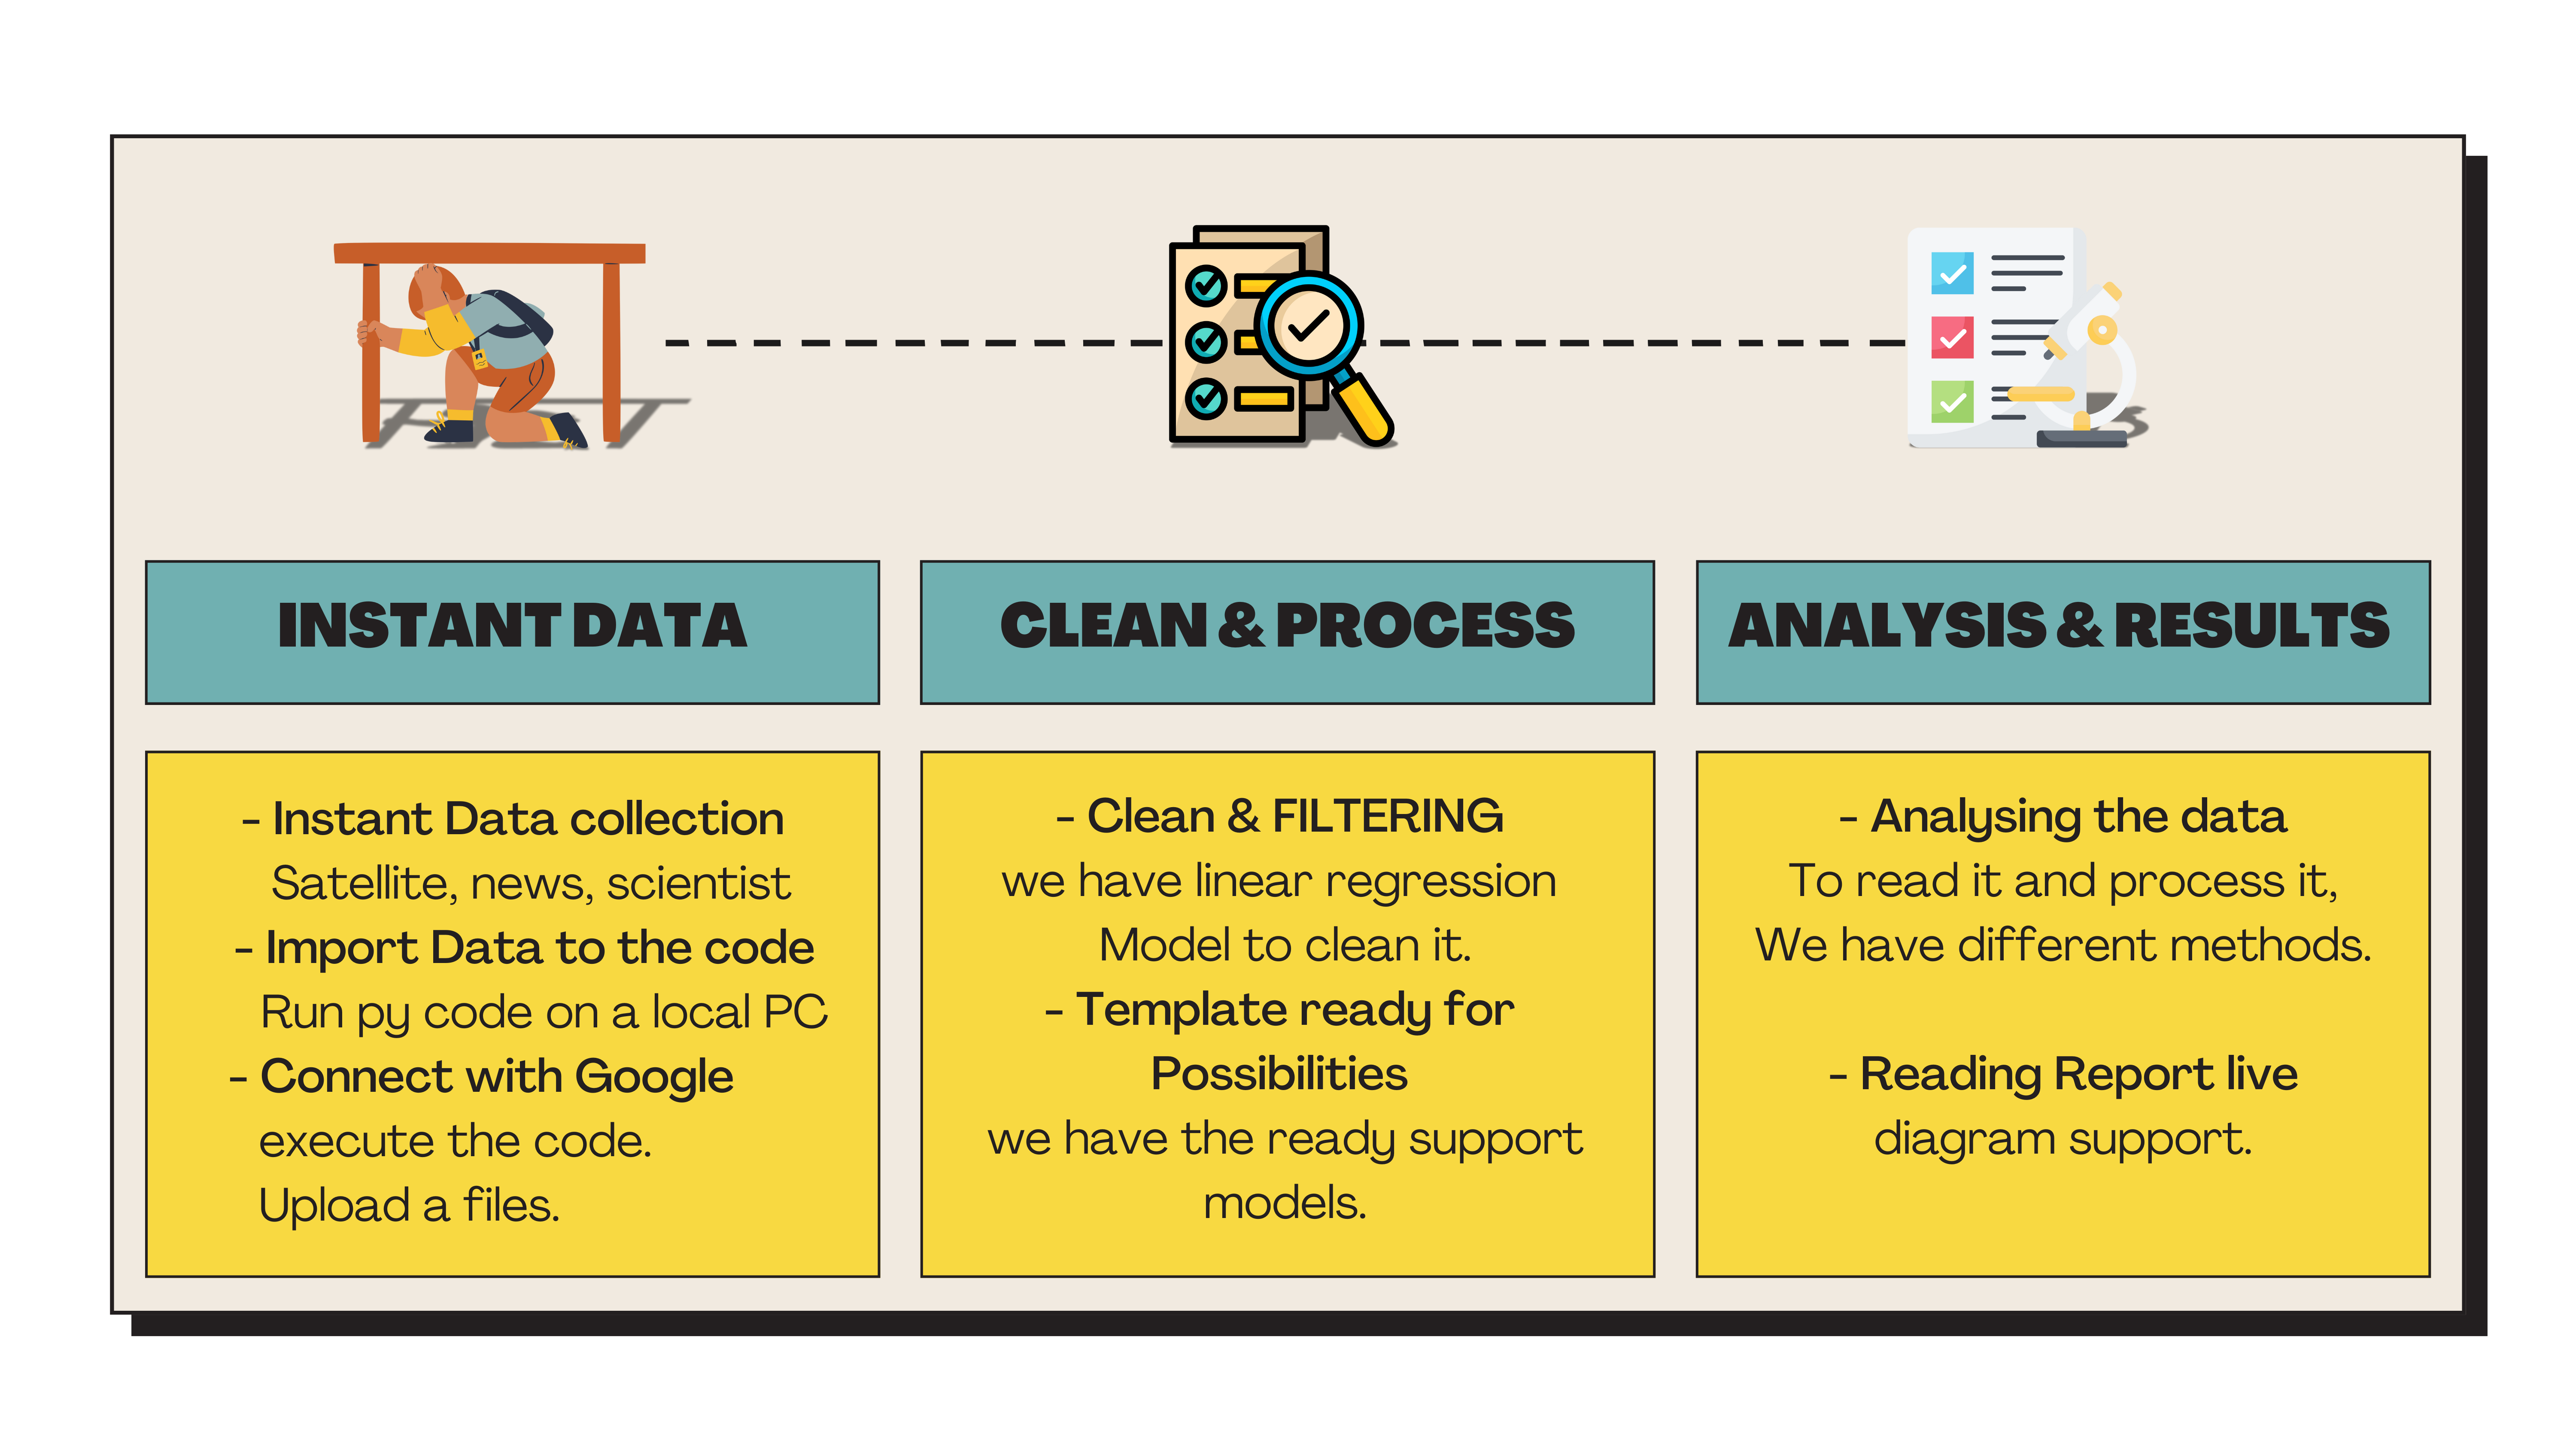 INSTANT DATA
- Instant Data collection
Satellite, news, scientist
- Import Data to the code
Run py code on a local PC
- Connect with Google
execute the code.
Upload a files.
CLEAN & PROCESS
- Clean & FILTERING
we have linear regression
Model to clean it.
- Template ready for
Possibilities
we have the ready support
models.
ANALYSIS & RESULTS
- Analysing the data
To read it and process it,
We have different methods.
- Reading Report live
diagram support.